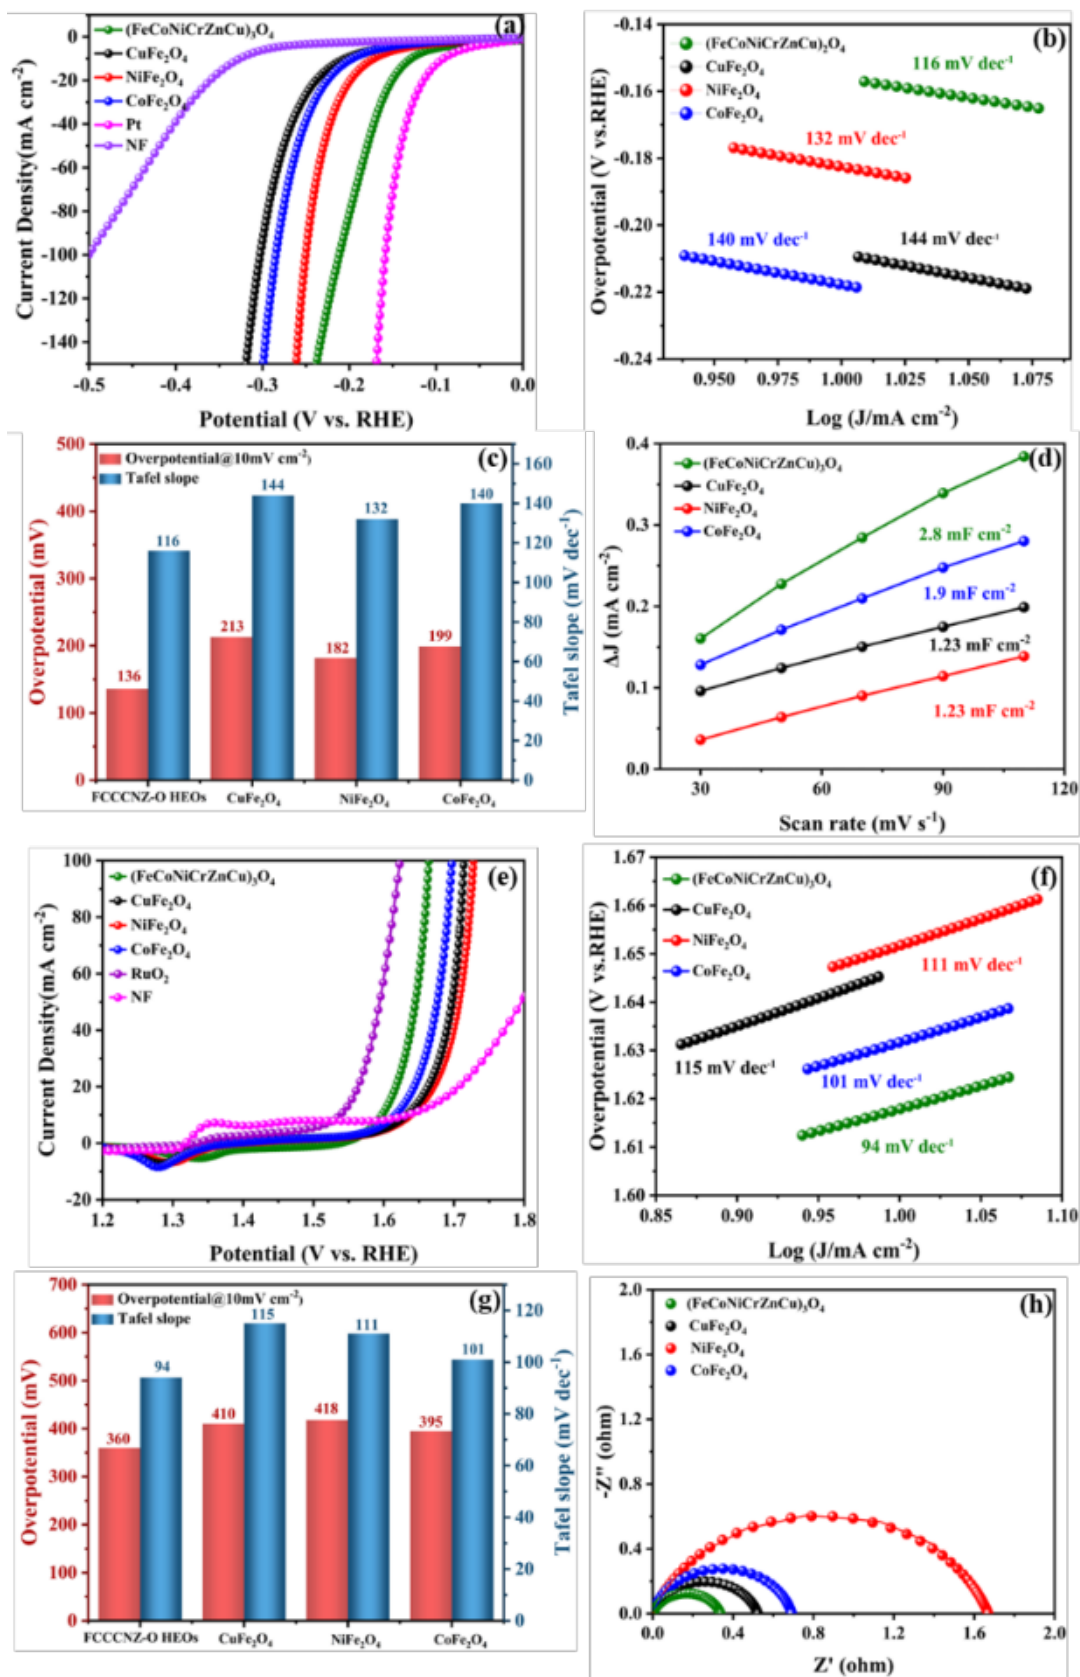 (a)
(FeCoNiCrZnCu)₃O₄
CuFe₂O₄
NiFe₂O₄
CoFe₂O₄
Pt
NF
0
-20
-40
-60
-80
-100
-120
-140
Current Density(mA cm⁻²)
-0.5
-0.4
-0.3
-0.2
-0.1
0.0
Potential (V vs. RHE)
(b)
(FeCoNiCrZnCu)₂O₄
CuFe₂O₄
NiFe₂O₄
CoFe₂O₄
116 mV dec⁻¹
132 mV dec⁻¹
140 mV dec⁻¹
144 mV dec⁻¹
-0.14
-0.16
-0.18
-0.20
-0.22
-0.24
Overpotential (V vs.RHE)
0.950
0.975
1.000
1.025
1.050
1.075
Log (J/mA cm⁻²)
(c)
Overpotential@10mV cm⁻²)
Tafel slope
500
400
300
200
100
0
Overpotential (mV)
136
116
213
144
182
132
199
140
160
140
120
100
80
60
40
20
0
Tafel slope (mV dec⁻¹)
FCCCNZ-O HEOs
CuFe₂O₄
NiFe₂O₄
CoFe₂O₄
(d)
(FeCoNiCrZnCu)₃O₄
CuFe₂O₄
NiFe₂O₄
CoFe₂O₄
2.8 mF cm⁻²
1.9 mF cm⁻²
1.23 mF cm⁻²
1.23 mF cm⁻²
0.4
0.3
0.2
0.1
0.0
ΔJ (mA cm⁻²)
30
60
90
120
Scan rate (mV s⁻¹)
(e)
(FeCoNiCrZnCu)₃O₄
CuFe₂O₄
NiFe₂O₄
CoFe₂O₄
RuO₂
NF
100
80
60
40
20
0
-20
Current Density(mA cm⁻²)
1.2
1.3
1.4
1.5
1.6
1.7
1.8
Potential (V vs. RHE)
(f)
(FeCoNiCrZnCu)₃O₄
CuFe₂O₄
NiFe₂O₄
CoFe₂O₄
111 mV dec⁻¹
115 mV dec⁻¹
101 mV dec⁻¹
94 mV dec⁻¹
1.67
1.66
1.65
1.64
1.63
1.62
1.61
1.60
Overpotential (V vs.RHE)
0.85
0.90
0.95
1.00
1.05
1.10
Log (J/mA cm⁻²)
(g)
Overpotential@10mV cm⁻²)
Tafel slope
700
600
500
400
300
200
100
0
Overpotential (mV)
360
94
410
115
418
111
395
101
120
100
80
60
40
20
0
Tafel slope (mV dec⁻¹)
FCCCNZ-O HEOs
CuFe₂O₄
NiFe₂O₄
CoFe₂O₄
(h)
(FeCoNiCrZnCu)₃O₄
CuFe₂O₄
NiFe₂O₄
CoFe₂O₄
2.0
1.6
1.2
0.8
0.4
0.0
-Z'' (ohm)
0.0
0.4
0.8
1.2
1.6
2.0
Z' (ohm)